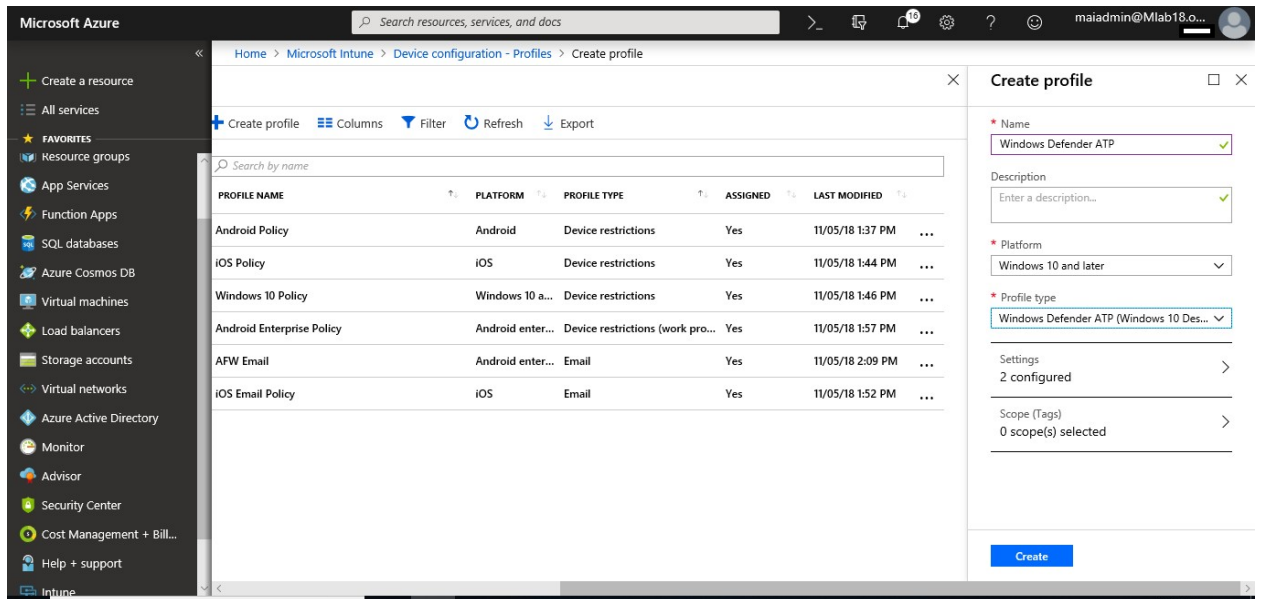 Microsoft Azure
Search resources, services, and docs
16
maiadmin@Mlab18.o...
Home > Microsoft Intune > Device configuration - Profiles > Create profile
Create a resource
All services
FAVORITES
Resource groups
App Services
Function Apps
SQL databases
Azure Cosmos DB
Virtual machines
Load balancers
Storage accounts
Virtual networks
Azure Active Directory
Monitor
Advisor
Security Center
Cost Management + Bill...
Help + support
Intune
Create profile Columns Filter Refresh Export
Search by name
PROFILE NAME PLATFORM PROFILE TYPE ASSIGNED LAST MODIFIED
Android Policy Android Device restrictions Yes 11/05/18 1:37 PM ...
iOS Policy iOS Device restrictions Yes 11/05/18 1:44 PM ...
Windows 10 Policy Windows 10 a... Device restrictions Yes 11/05/18 1:46 PM ...
Android Enterprise Policy Android enter... Device restrictions (work pro... Yes 11/05/18 1:57 PM ...
AFW Email Android enter... Email Yes 11/05/18 2:09 PM ...
iOS Email Policy iOS Email Yes 11/05/18 1:52 PM ...
Create profile
* Name
Windows Defender ATP
Description
Enter a description...
* Platform
Windows 10 and later
* Profile type
Windows Defender ATP (Windows 10 Des...
Settings
2 configured
Scope (Tags)
0 scope(s) selected
Create